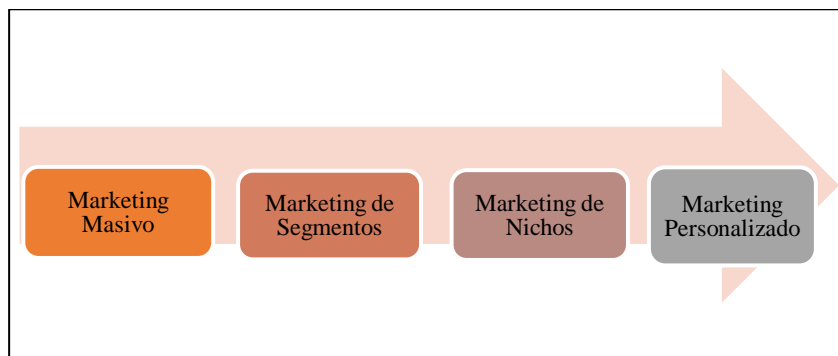 Marketing
Masivo
Marketing de
Segmentos
Marketing de
Nichos
Marketing
Personalizado